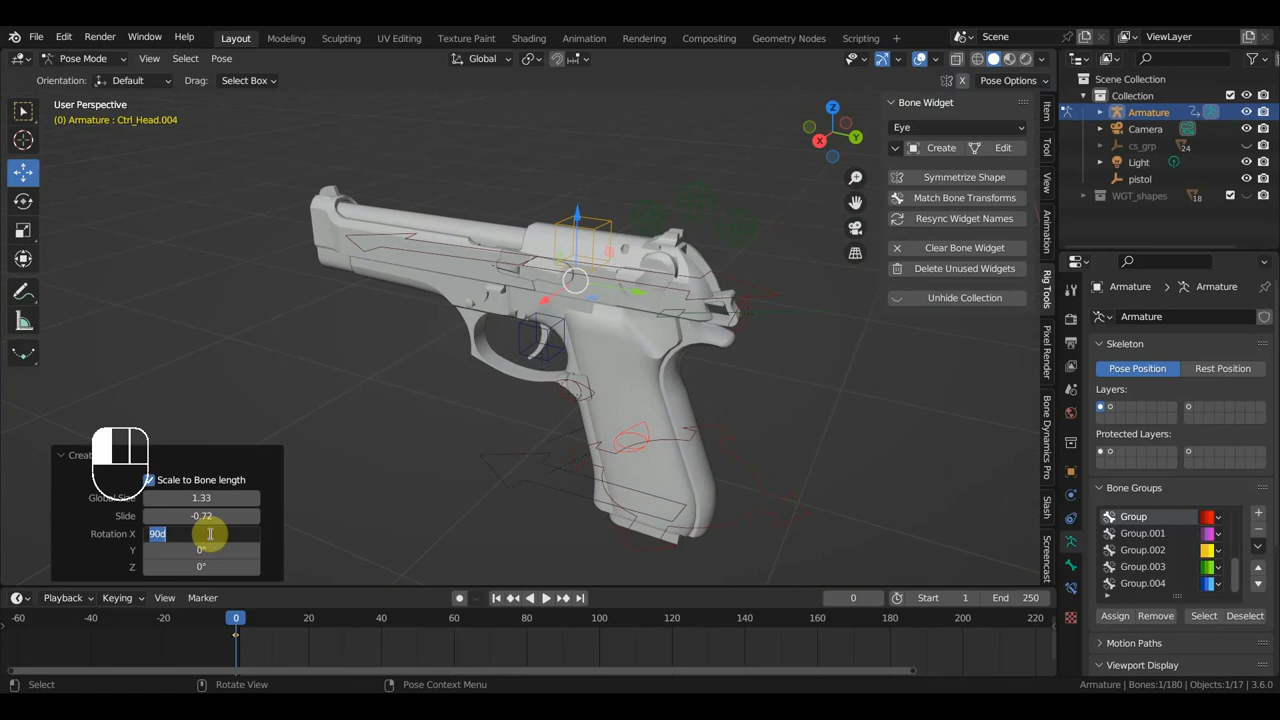 File Edit Render Window Help Layout Modeling Sculpting UV Editing Texture Paint Shading Animation Rendering Compositing Geometry Nodes Scripting + Scene ViewLayer
Pose Mode View Select Pose Global
Orientation: Default Drag: Select Box X Pose Options
User Perspective
(0) Armature : Ctrl_Head.004
Z
X
Y
Bone Widget
Eye
Create Edit
Symmetrize Shape
Match Bone Transforms
Resync Widget Names
Clear Bone Widget
Delete Unused Widgets
Unhide Collection
Item
Tool
View
Animation
Rig Tools
Pixel Render
Bone Dynamics Pro
Slash
Screencast
Scene Collection
Collection
Armature
Camera
cs_grp 24
Light
pistol
WGT_shapes 18
Armature > Armature
Armature
Skeleton
Pose Position Rest Position
Layers:
Protected Layers:
Bone Groups
Group
Group.001
Group.002
Group.003
Group.004
Assign Remove Select Deselect
Motion Paths
Viewport Display
Scale to Bone length
Global Size 1.33
Slide -0.72
Rotation X 90d
Y 0°
Z 0°
Playback Keying View Marker 0 Start 1 End 250
-60 -40 -20 0 20 40 60 80 100 120 140 160 180 200 220
Select Rotate View Pose Context Menu Armature | Bones:1/180 | Objects:1/17 | 3.6.0